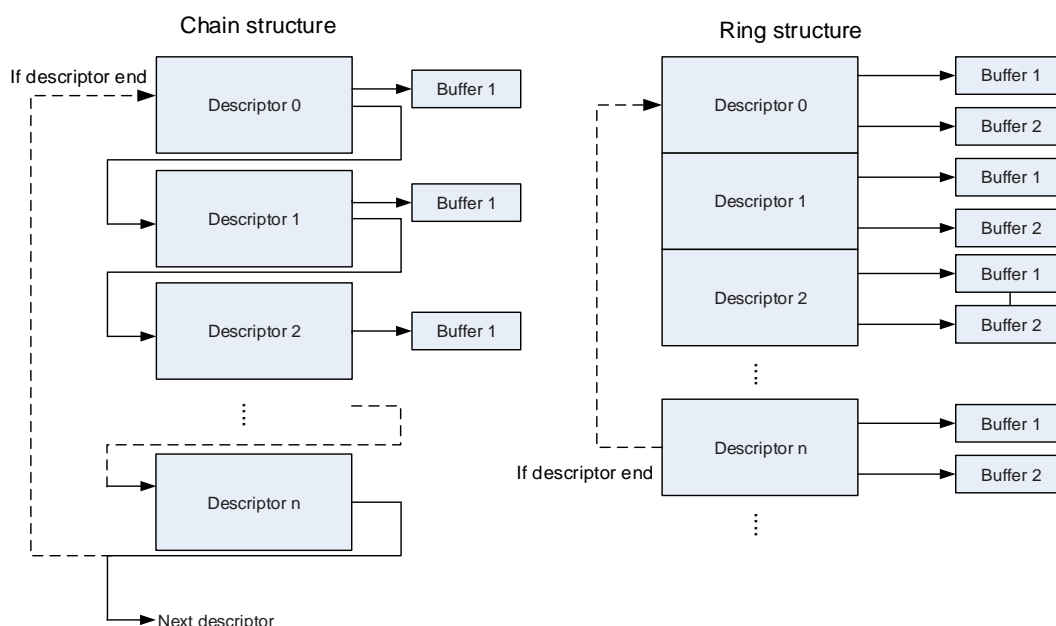 Chain structure
If descriptor end
Descriptor 0
Buffer 1
Descriptor 1
Buffer 1
Descriptor 2
Buffer 1
Descriptor n
Next descriptor
Ring structure
Descriptor 0
Buffer 1
Buffer 2
Descriptor 1
Buffer 1
Buffer 2
Descriptor 2
Buffer 1
Buffer 2
Descriptor n
Buffer 1
Buffer 2
If descriptor end